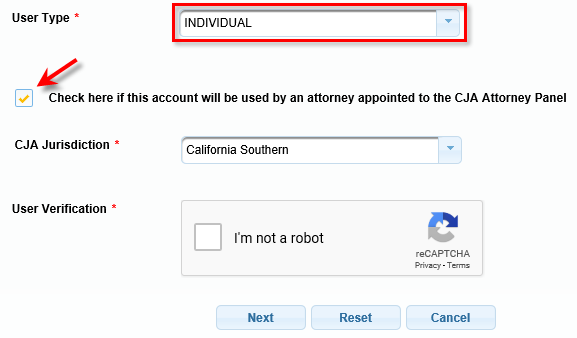 User Type *
INDIVIDUAL
Check here if this account will be used by an attorney appointed to the CJA Attorney Panel
CJA Jurisdiction *
California Southern
User Verification *
I'm not a robot
reCAPTCHA
Privacy - Terms
Next Reset Cancel